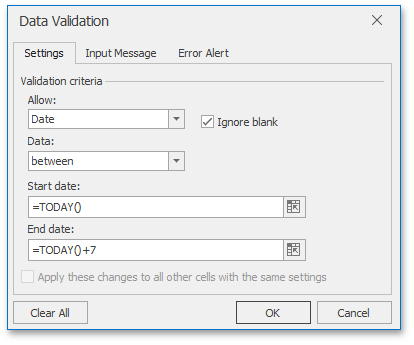 Data Validation
Settings Input Message Error Alert
Validation criteria
Allow:
Date Ignore blank
Data:
between
Start date:
=TODAY()
End date:
=TODAY()+7
Apply these changes to all other cells with the same settings
Clear All OK Cancel